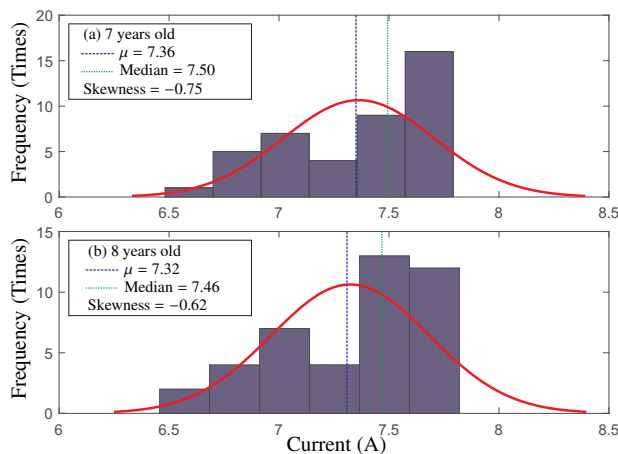 20
15
10
5
0
Frequency (Times)
(a) 7 years old
μ = 7.36
Median = 7.50
Skewness = −0.75
6 6.5 7 7.5 8 8.5
15
10
5
0
Frequency (Times)
(b) 8 years old
μ = 7.32
Median = 7.46
Skewness = −0.62
6 6.5 7 7.5 8 8.5
Current (A)